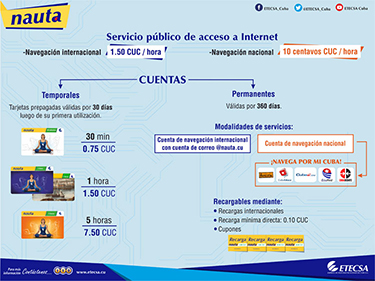 nauta
ETECSA_Cuba
@ETECSA_Cuba
ETECSA Cuba
Servicio público de acceso a Internet
-Navegación internacional 1.50 CUC / hora
-Navegación nacional 10 centavos CUC / hora
CUENTAS
Temporales
Tarjetas prepagadas válidas por 30 días
luego de su primera utilización.
30 min
0.75 CUC
1 hora
1.50 CUC
5 horas
7.50 CUC
Permanentes
Válidas por 360 días.
Modalidades de servicios:
Cuenta de navegación internacional
con cuenta de correo @nauta.cu
Cuenta de navegación nacional
¡NAVEGA POR MI CUBA!
Recargables mediante:
• Recargas internacionales
• Recarga mínima directa: 0.10 CUC
• Cupones
Recarga Recarga Recarga Recarga
Para más
información Contáctenos...
www.etecsa.cu
ETECSA